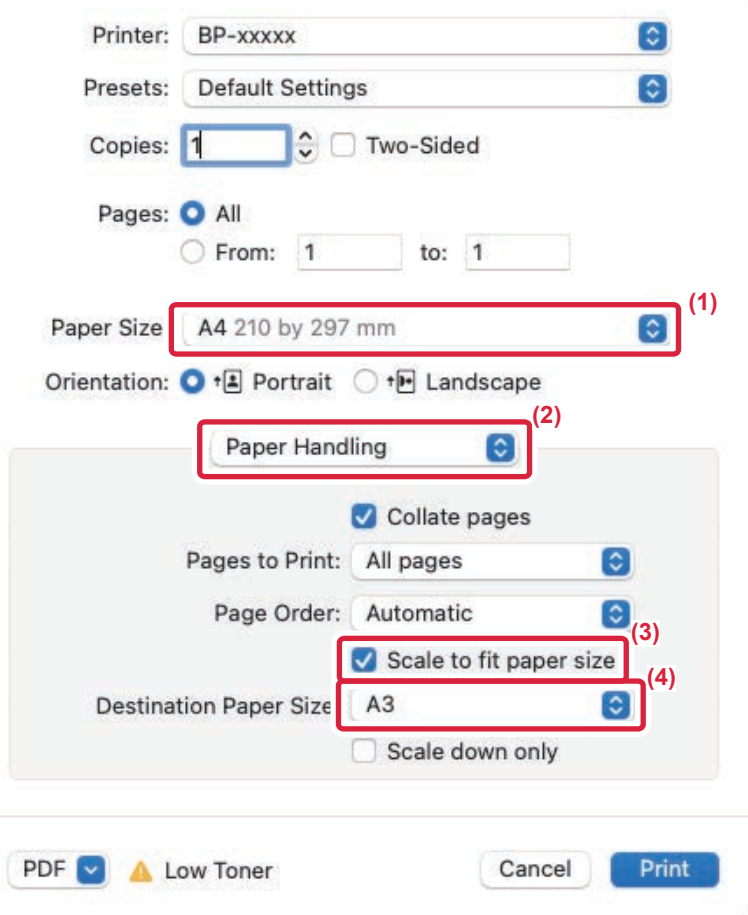 Printer: BP-xxxxx
Presets: Default Settings
Copies: 1 Two-Sided
Pages: All
From: 1 to: 1
(1)
Paper Size A4 210 by 297 mm
Orientation: Portrait Landscape
(2)
Paper Handling
Collate pages
Pages to Print: All pages
Page Order: Automatic
(3)
Scale to fit paper size
(4)
Destination Paper Size A3
Scale down only
PDF Low Toner Cancel Print